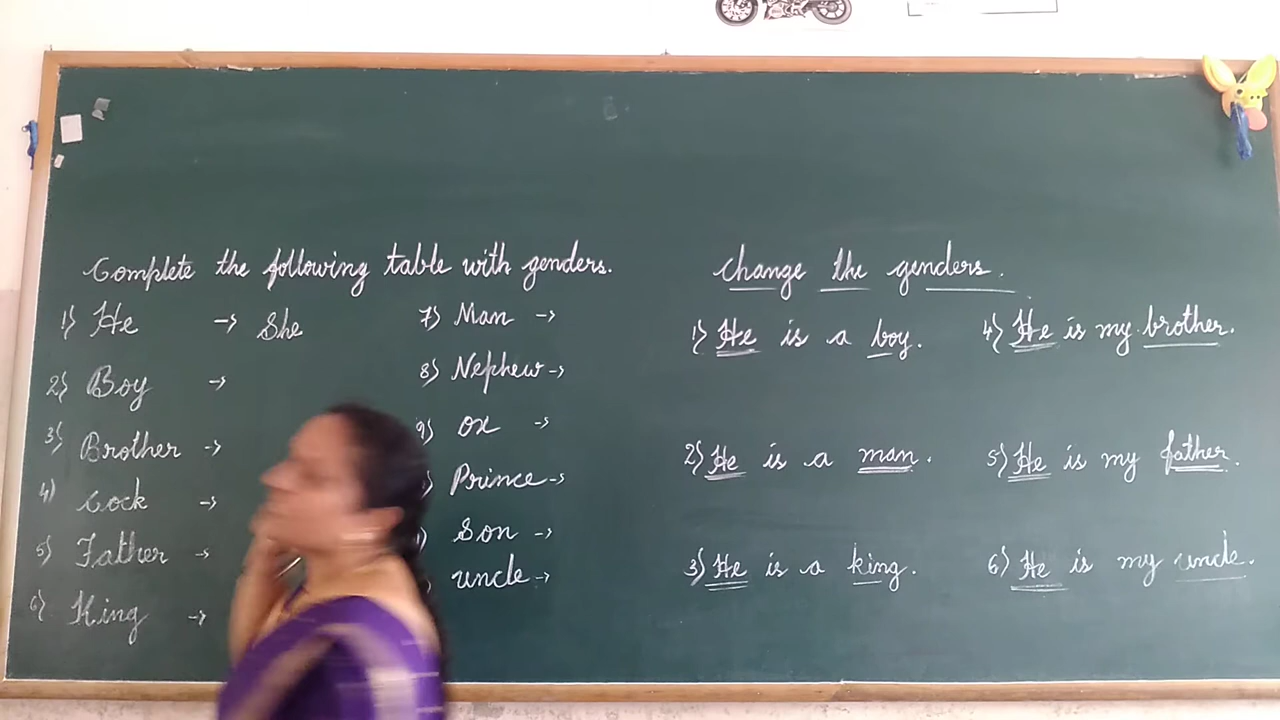 Complete the following table with genders.
1) He → She
2) Boy →
3) Brother →
4) Cock →
5) Father →
6) King →
7) Man →
8) Nephew →
9) ox →
) Prince →
) Son →
) uncle →
change the genders.
1) He is a boy.
2) He is a man.
3) He is a king.
4) He is my brother.
5) He is my father.
6) He is my uncle.